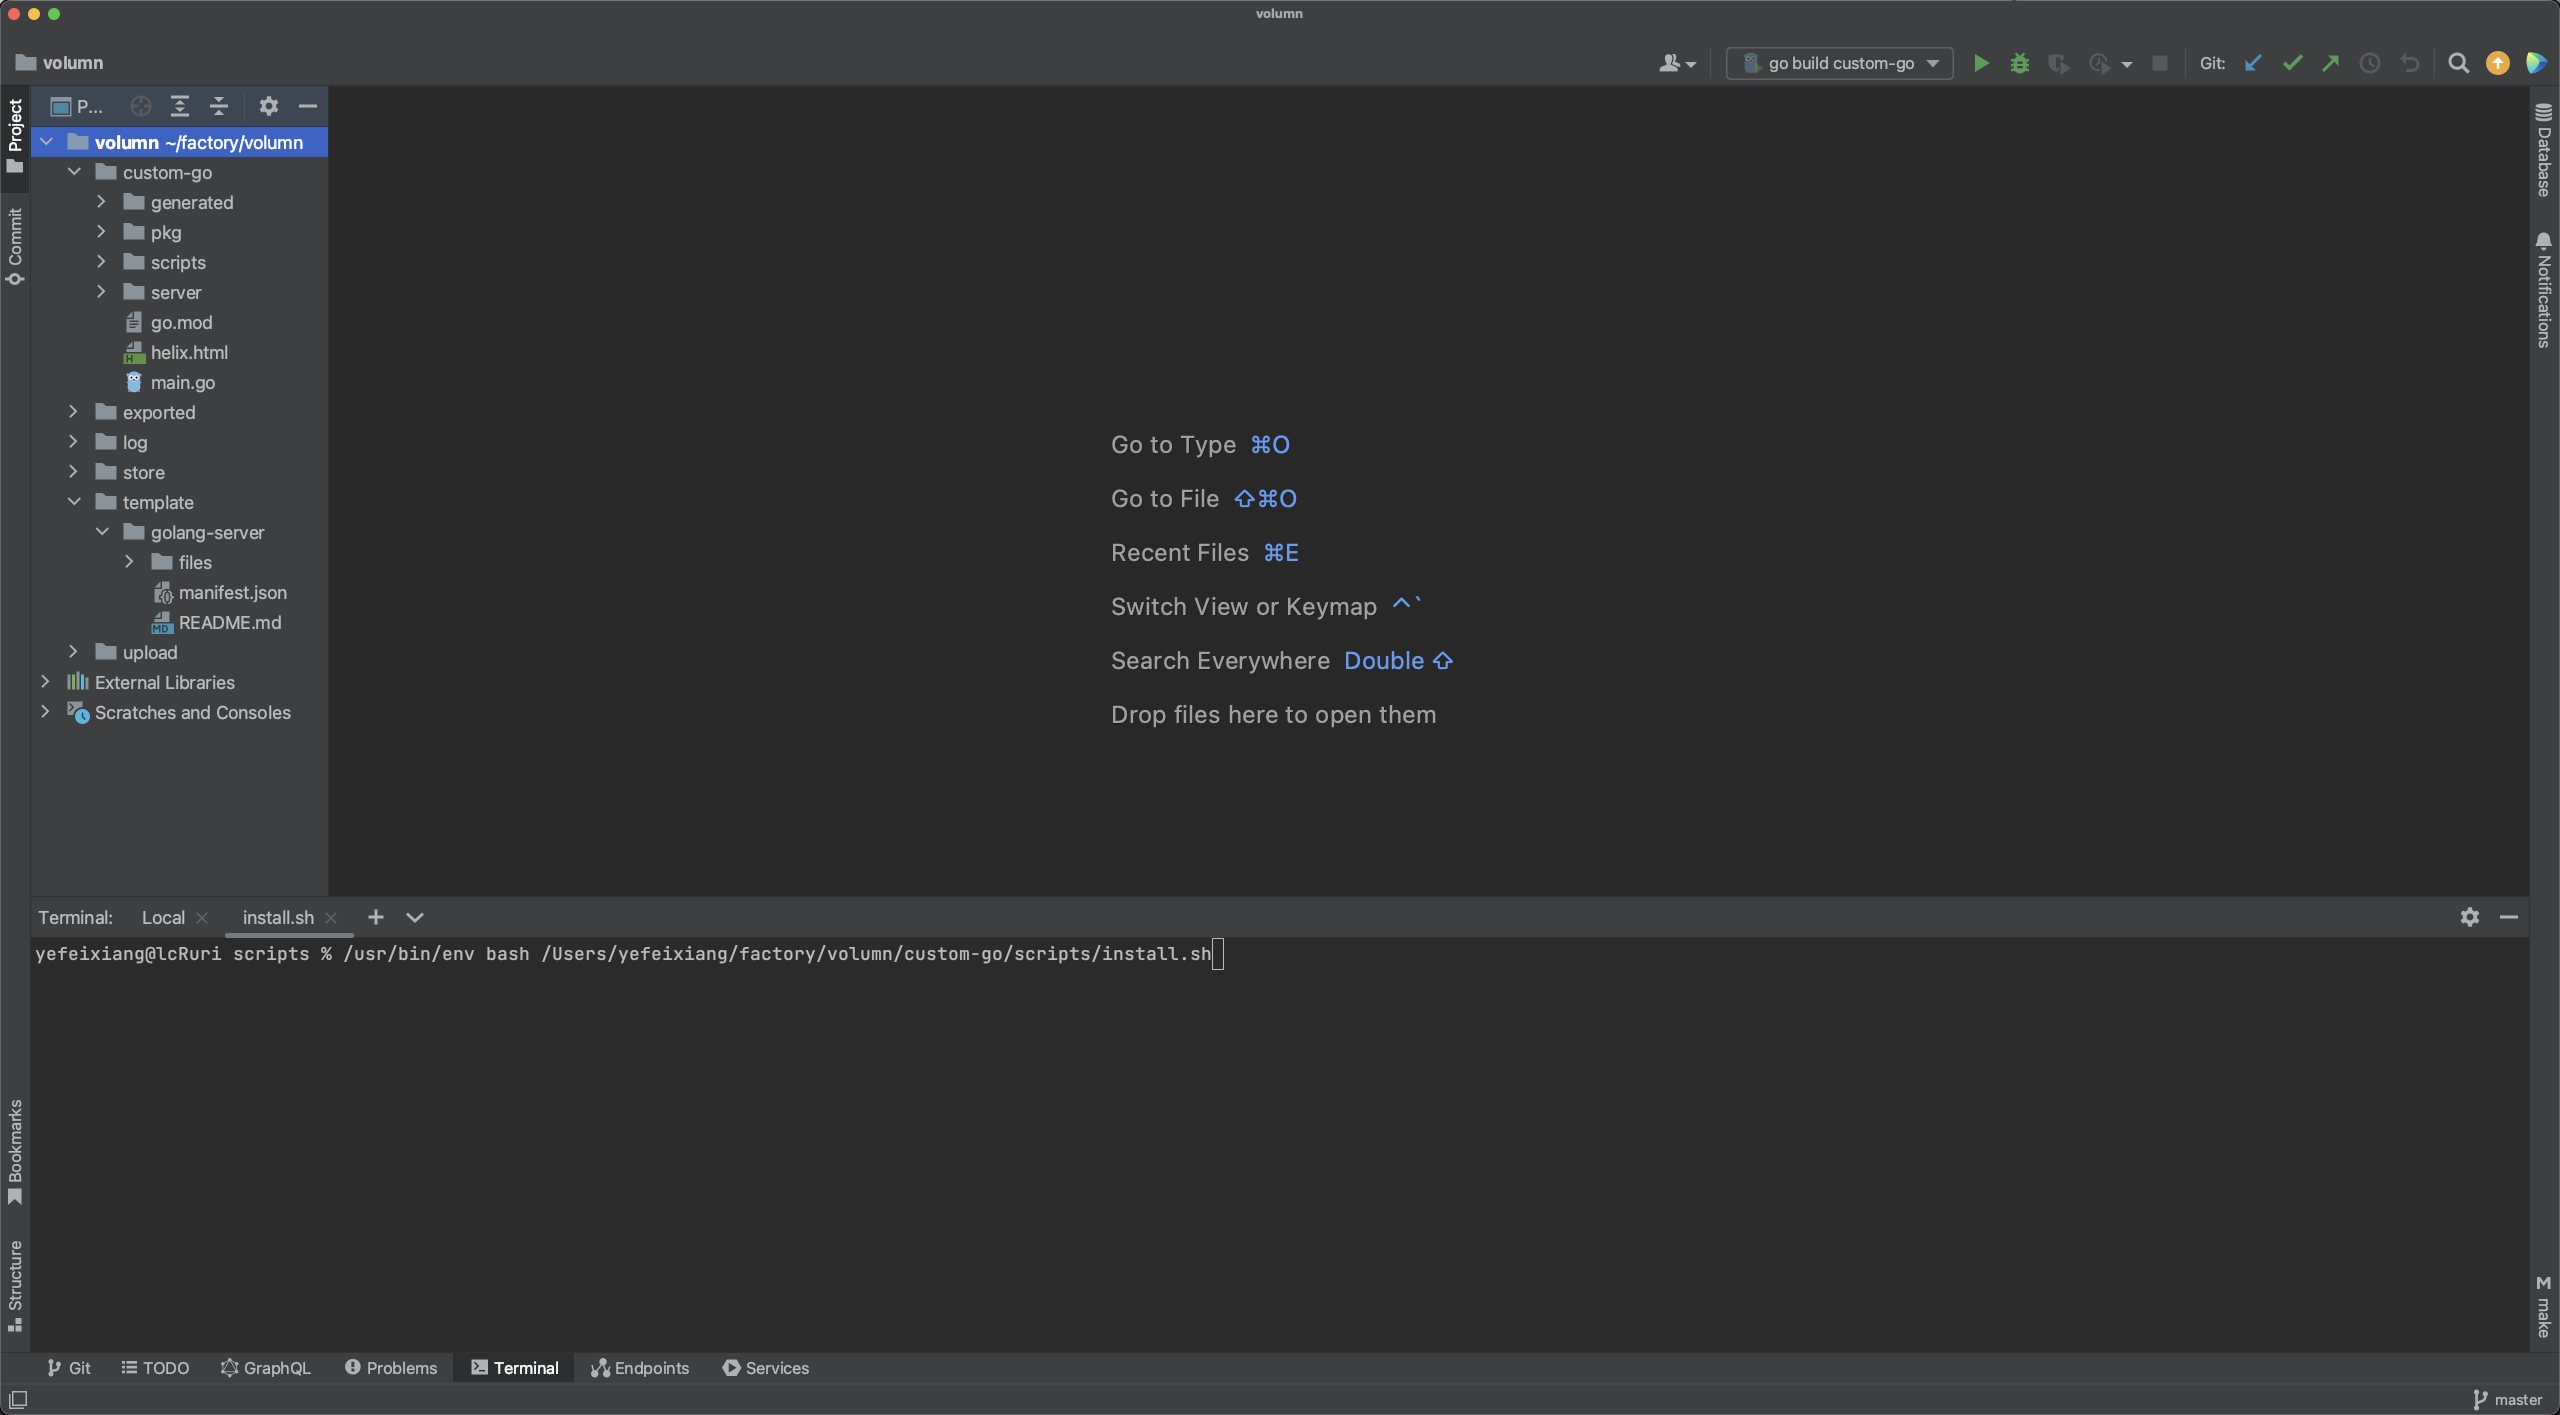 volumn
volumn
go build custom-go
Git:
P...
Project
Commit
volumn ~/factory/volumn
custom-go
generated
pkg
scripts
server
go.mod
helix.html
main.go
exported
log
store
template
golang-server
files
manifest.json
README.md
upload
External Libraries
Scratches and Consoles
Go to Type ⌘O
Go to File ⇧⌘O
Recent Files ⌘E
Switch View or Keymap ⌃`
Search Everywhere Double ⇧
Drop files here to open them
Database
Notifications
Terminal: Local install.sh
yefeixiang@lcRuri scripts % /usr/bin/env bash /Users/yefeixiang/factory/volumn/custom-go/scripts/install.sh
Bookmarks
Structure
make
Git TODO GraphQL Problems Terminal Endpoints Services
master